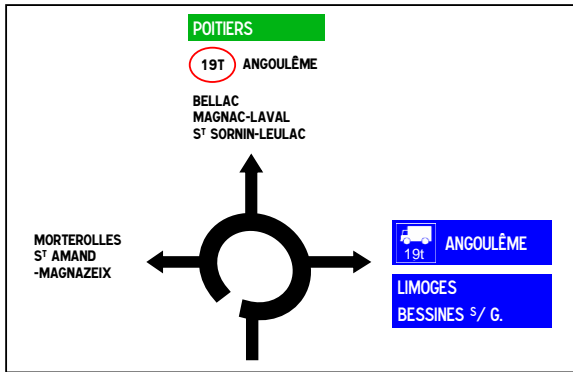 POITIERS
19T ANGOULÊME
BELLAC
MAGNAC-LAVAL
Sᵀ SORNIN-LEULAC
MORTEROLLES
Sᵀ AMAND
-MAGNAZEIX
19t ANGOULÊME
LIMOGES
BESSINES ˢ/ G.